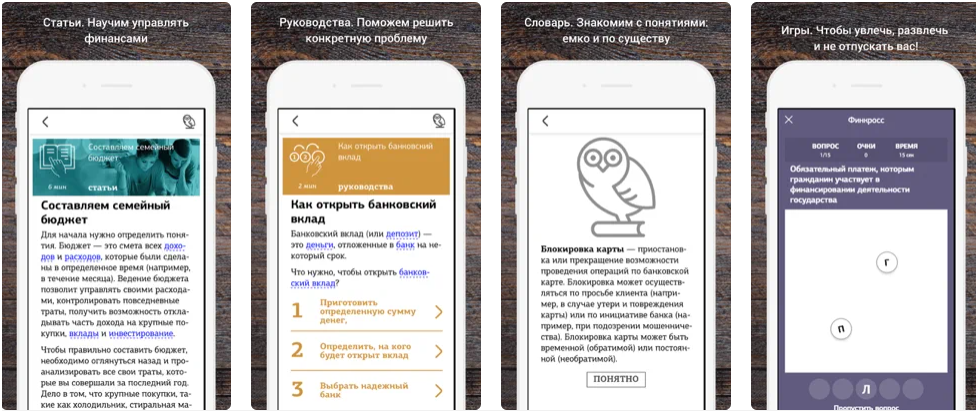 Статьи. Научим управлять
финансами
Составляем семейный
бюджет
6 мин
статьи
Составляем семейный
бюджет
Для начала нужно определить поня-
тия. Бюджет — это смета всех дохо-
дов и расходов, которые были сдела-
ны в определенное время (например,
в течение месяца). Ведение бюджета
позволит управлять своими расхода-
ми, контролировать повседневные
траты, получить возможность откла-
дывать часть дохода на крупные по-
купки, вклады и инвестирование.
Чтобы правильно составить бюджет,
необходимо оглянуться назад и про-
анализировать все свои траты, кото-
рые вы совершали за последний год.
Дело в том, что крупные покупки, та-
кие как холодильник, стиральная ма-
Руководства. Поможем решить
конкретную проблему
Как открыть банковский
вклад
2 мин
руководства
Как открыть банковский
вклад
Банковский вклад (или депозит) —
это деньги, отложенные в банк на не-
который срок.
Что нужно, чтобы открыть банков-
ский вклад?
1 Приготовить
определенную сумму
денег,
2 Определить, на кого
будет открыт вклад
3 Выбрать надежный
банк
Словарь. Знакомим с понятиями:
емко и по существу
Блокировка карты — приостанов-
ка или прекращение возможности
проведения операций по банковской
карте. Блокировка может осуществ-
ляться по просьбе клиента (напри-
мер, в случае утери и повреждения
карты) или по инициативе банка (на-
пример, при подозрении мошенниче-
ства). Блокировка карты может быть
временной (обратимой) или постоян-
ной (необратимой).
ПОНЯТНО
Игры. Чтобы увлечь, развлечь
и не отпускать вас!
Финнросс
ВОПРОС ОЧКИ ВРЕМЯ
1/15 0 15 сек
Обязательный платеж, которым
гражданин участвует в
финансировании деятельности
государства
Г
П
Л
Пропустить вопрос